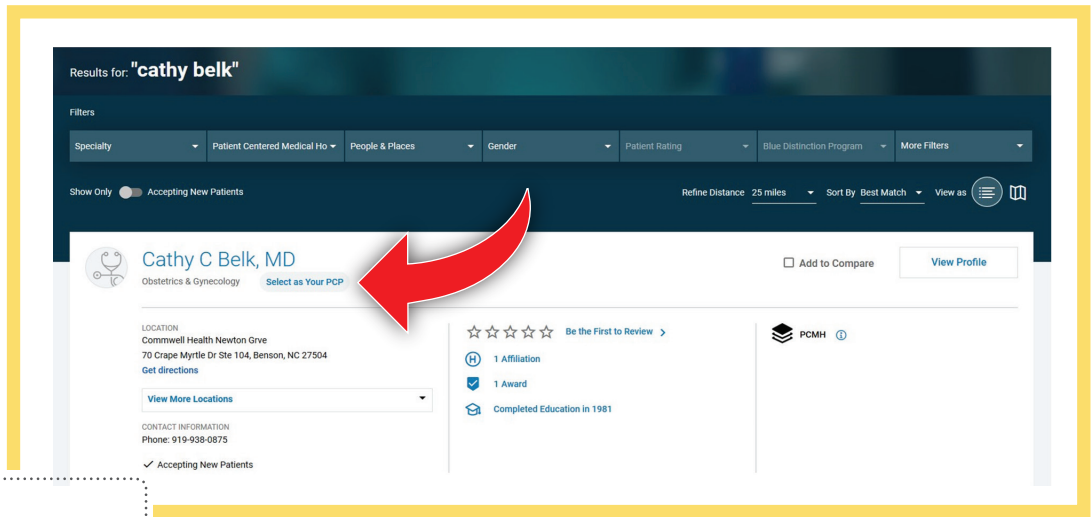 Results for: "cathy belk"
Filters
Specialty Patient Centered Medical Ho People & Places Gender Patient Rating Blue Distinction Program More Filters
Show Only Accepting New Patients Refine Distance 25 miles Sort By Best Match View as
Cathy C Belk, MD
Add to Compare View Profile
Obstetrics & Gynecology Select as Your PCP
LOCATION
Commwell Health Newton Grve
70 Crape Myrtle Dr Ste 104, Benson, NC 27504
Get directions
View More Locations
CONTACT INFORMATION
Phone: 919-938-0875
Accepting New Patients
Be the First to Review >
H 1 Affiliation
1 Award
Completed Education in 1981
PCMH i